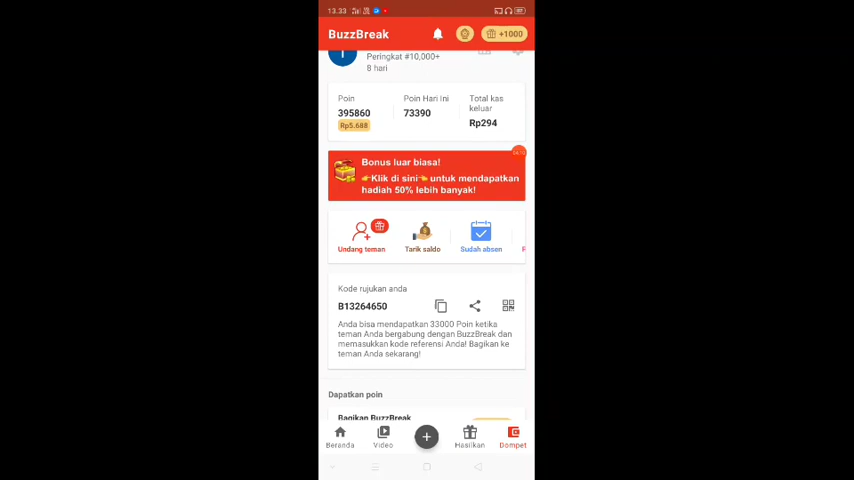 13.33
BuzzBreak
+1000
Peringkat #10,000+
8 hari
Poin
395860
Rp5.688
Poin Hari Ini
73390
Total kas
keluar
Rp294
Bonus luar biasa!
👉Klik di sini👈 untuk mendapatkan
hadiah 50% lebih banyak!
Undang teman
Tarik saldo
Sudah absen
Kode rujukan anda
B13264650
Anda bisa mendapatkan 33000 Poin ketika
teman Anda bergabung dengan BuzzBreak dan
memasukkan kode referensi Anda! Bagikan ke
teman Anda sekarang!
Dapatkan poin
Bagikan BuzzBreak
Beranda
Video
Hasilkan
Dompet